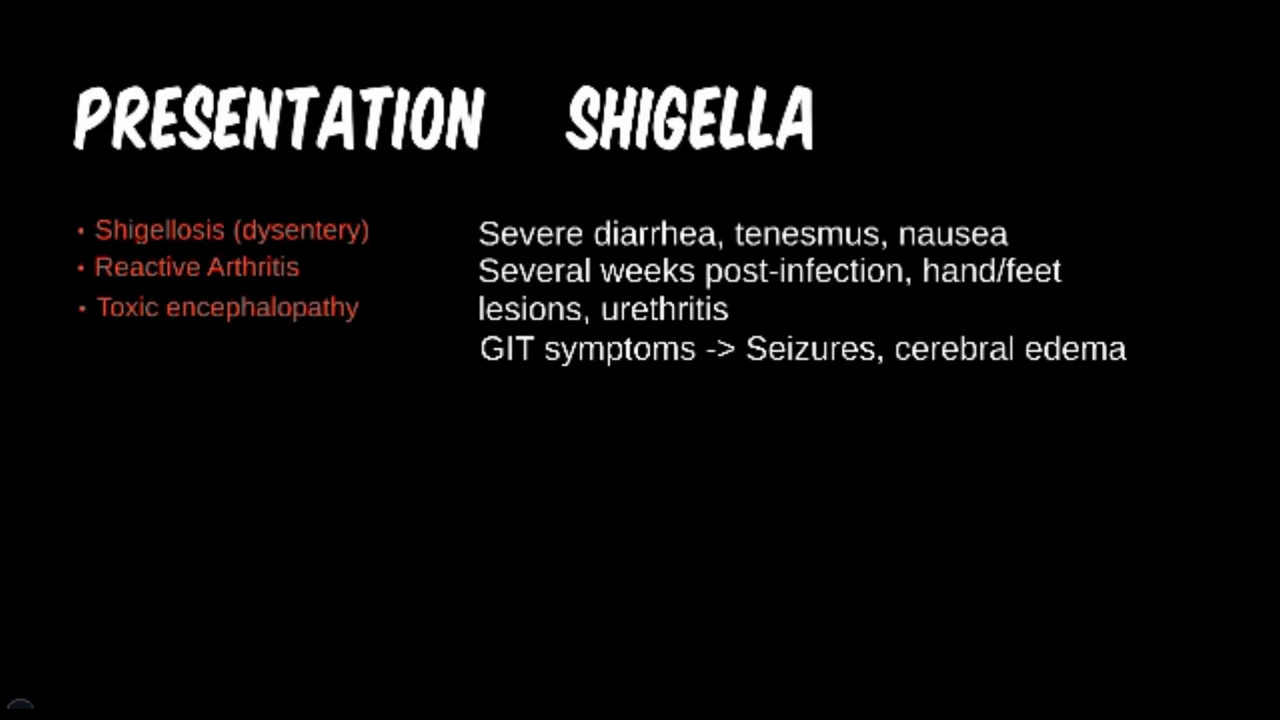 PRESENTATION SHIGELLA
• Shigellosis (dysentery)
• Reactive Arthritis
• Toxic encephalopathy
Severe diarrhea, tenesmus, nausea
Several weeks post-infection, hand/feet
lesions, urethritis
GIT symptoms -> Seizures, cerebral edema